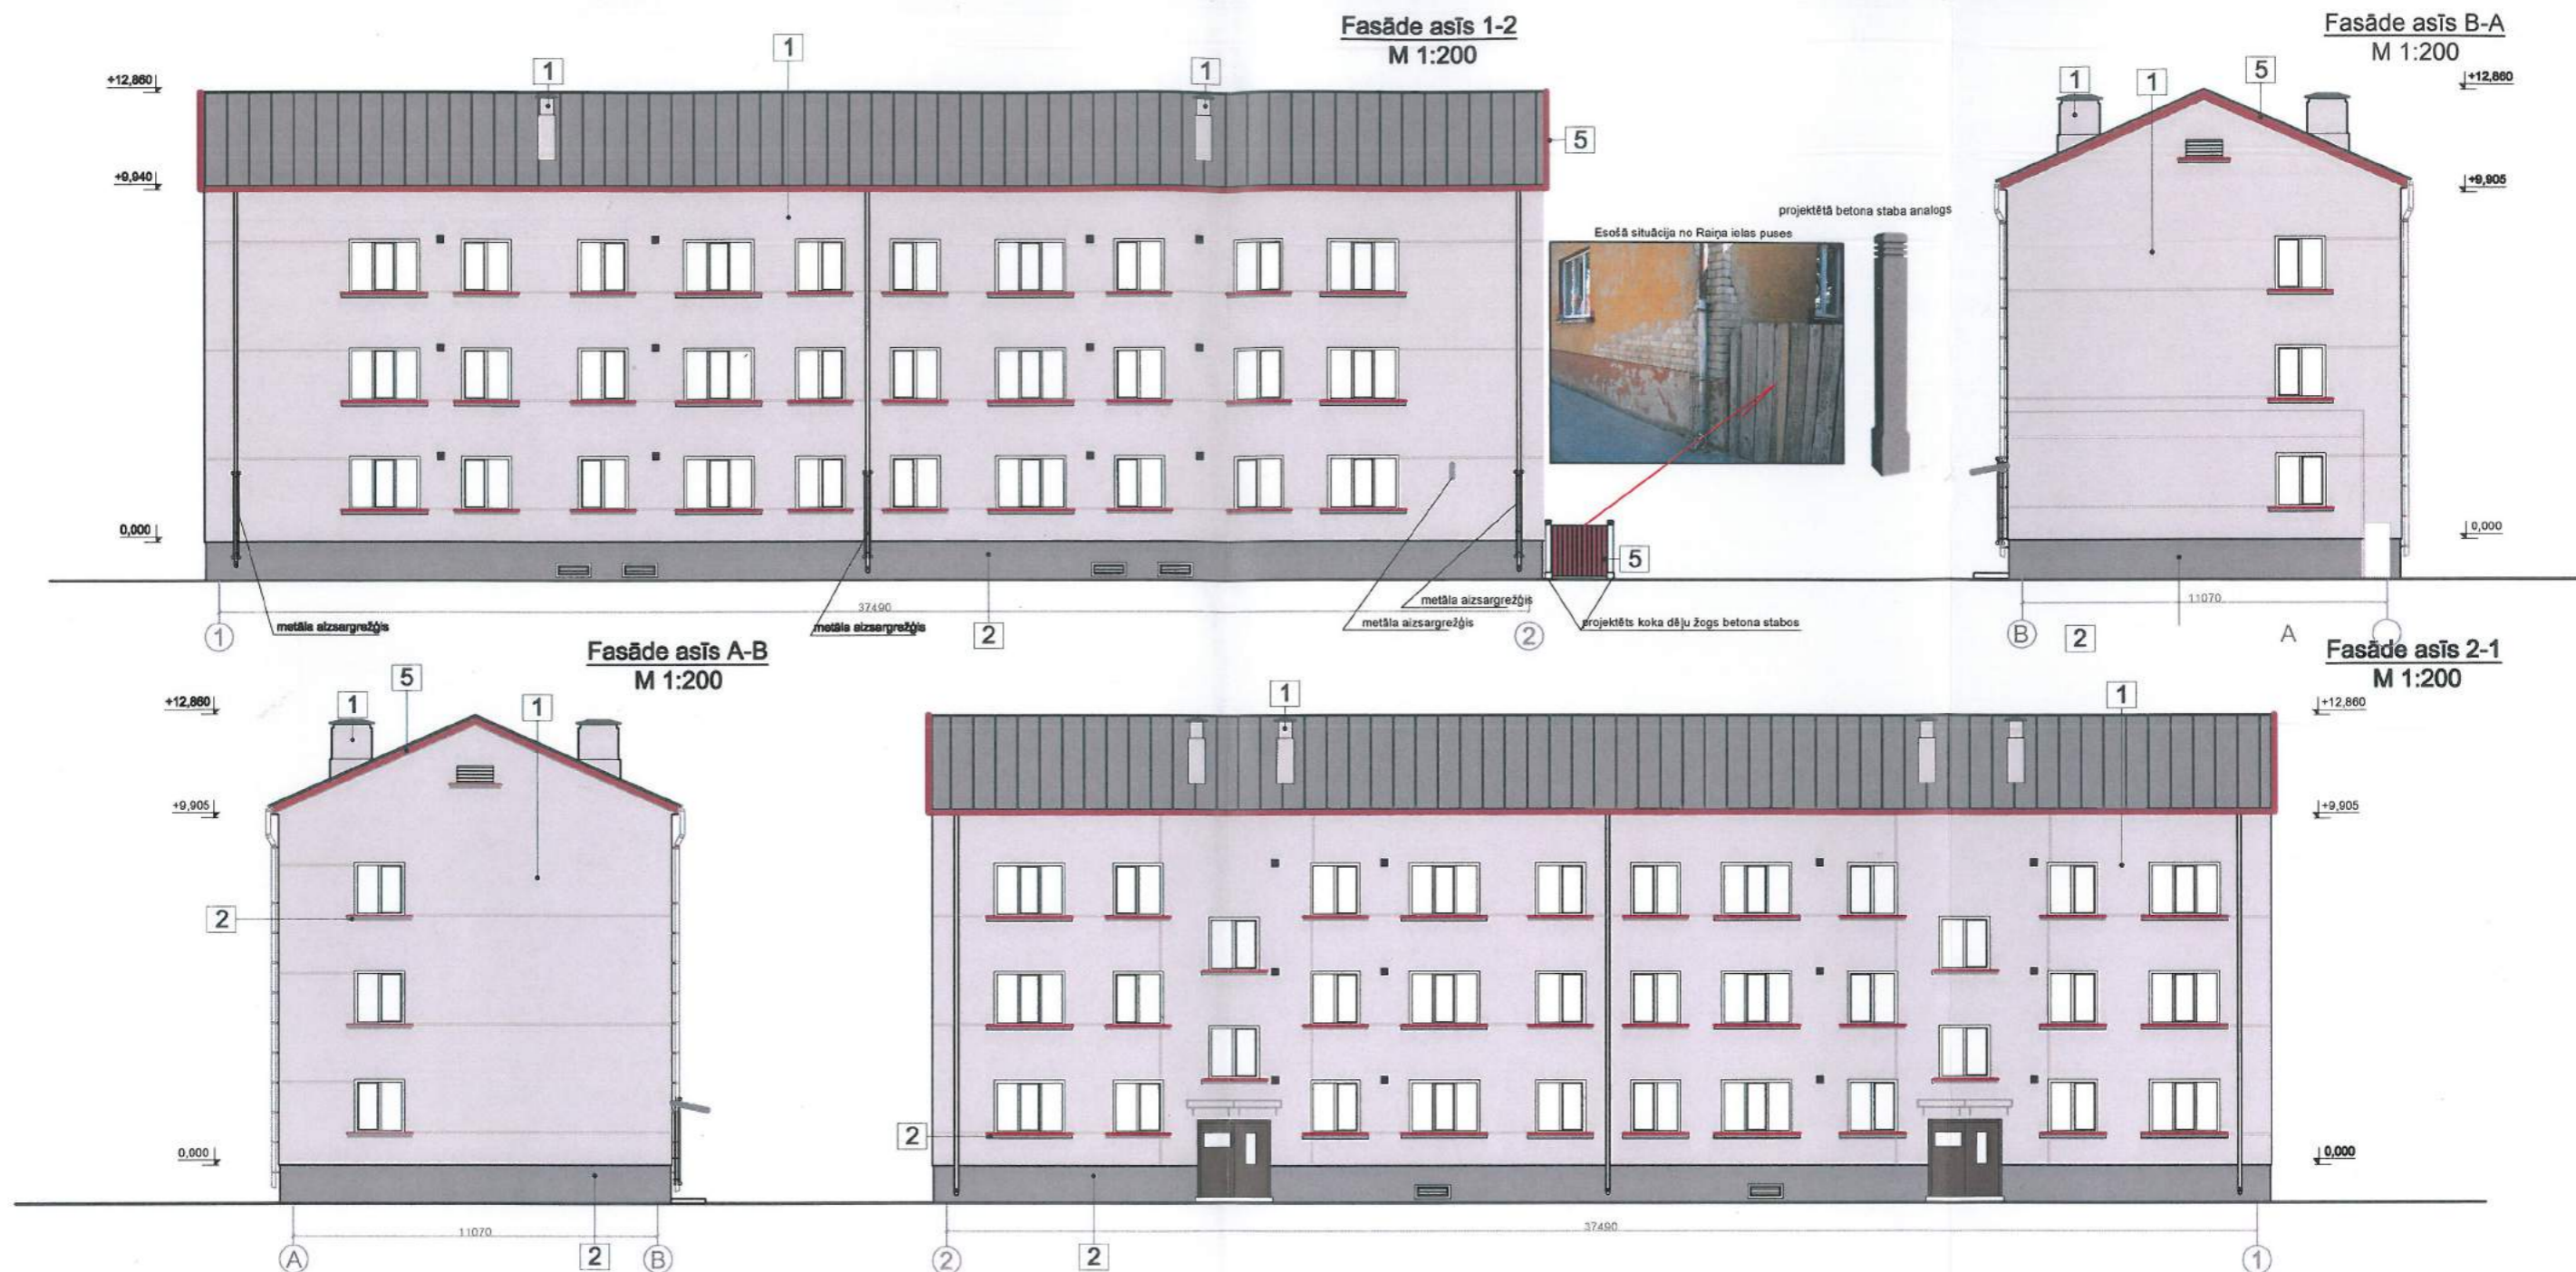 Fasāde asīs 1-2
M 1:200
1
1
1
+12,860
+9,940
0,000
5
Esošā situācija no Raiņa ielas puses
projektētā betona staba analogs
5
37490
metāla aizsargrežģis
metāla aizsargrežģis
metāla aizsargrežģis
metāla aizsargrežģis
projektēts koka dēļu žogs betona stabos
1
2
2
Fasāde asīs B-A
M 1:200
1
1
5
+12,860
+9,905
0,000
11070
B
2
A
Fasāde asīs A-B
M 1:200
5
1
1
+12,860
+9,905
2
0,000
11070
A
2
B
Fasāde asīs 2-1
M 1:200
1
1
+12,860
+9,905
2
0,000
37490
2
2
1